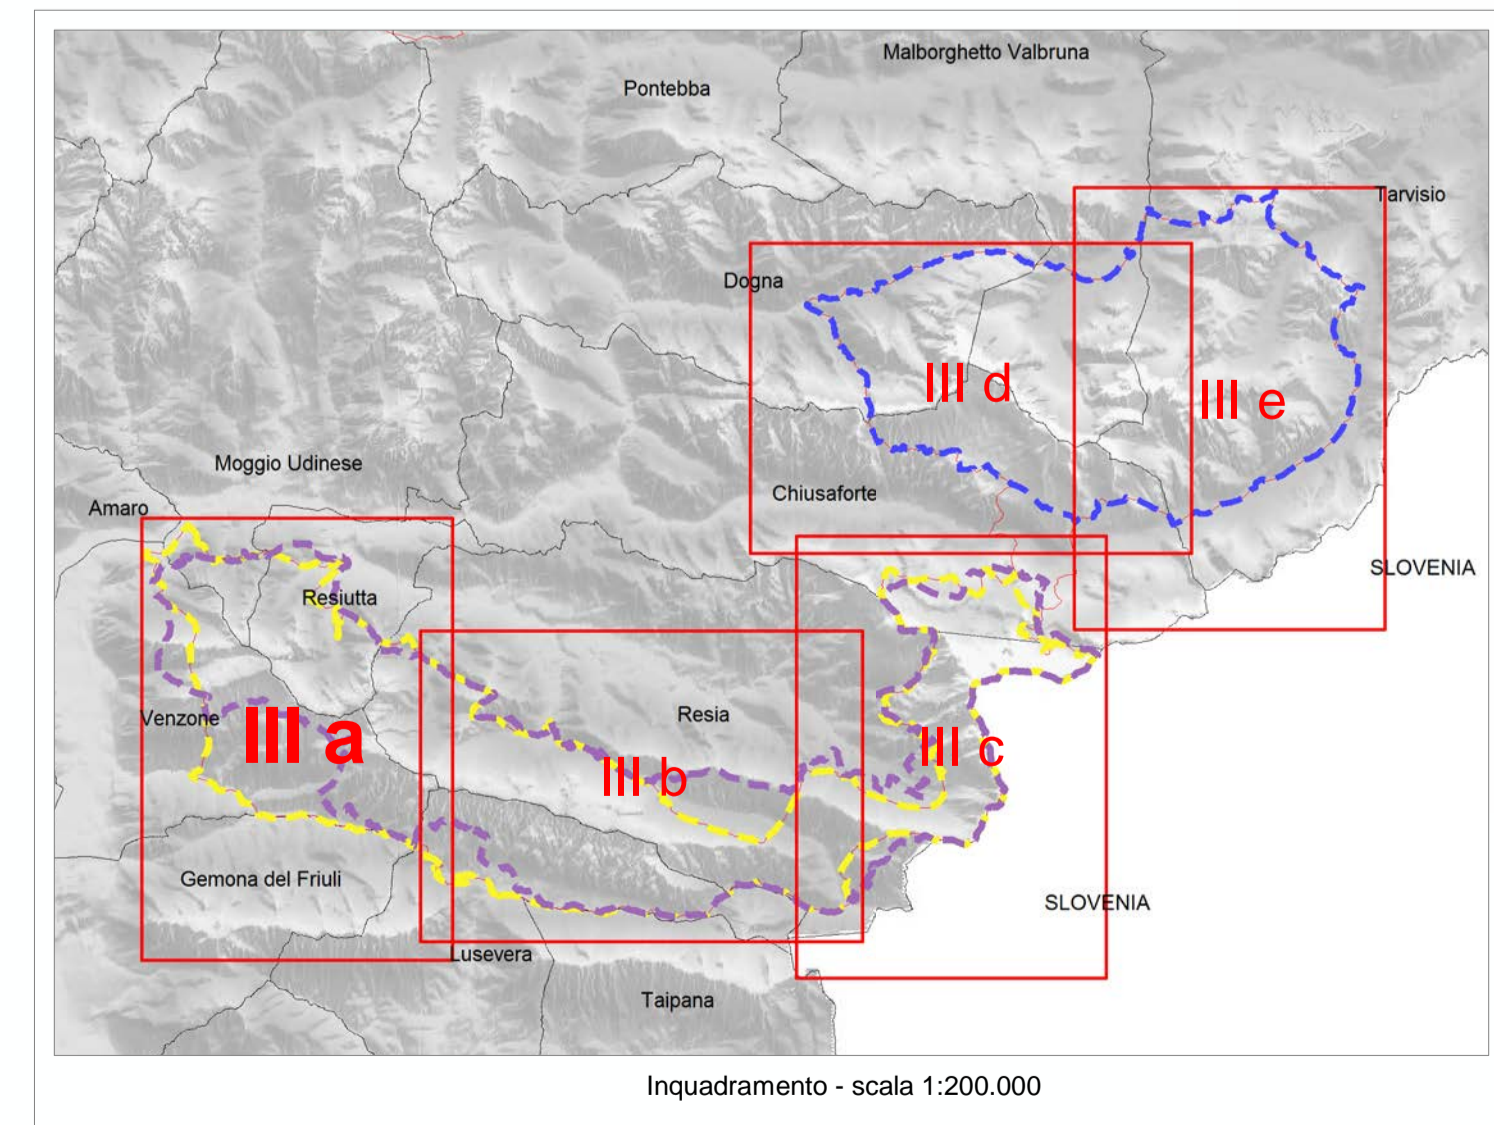 Malborghetto Valbruna
Pontebba
Tarvisio
Dogna
III d
III e
Moggio Udinese
Chiusaforte
Amaro
SLOVENIA
Resiutta
Resia
Venzone
III a
III b
III c
Gemona del Friuli
SLOVENIA
Lusevera
Taipana
Inquadramento - scala 1:200.000